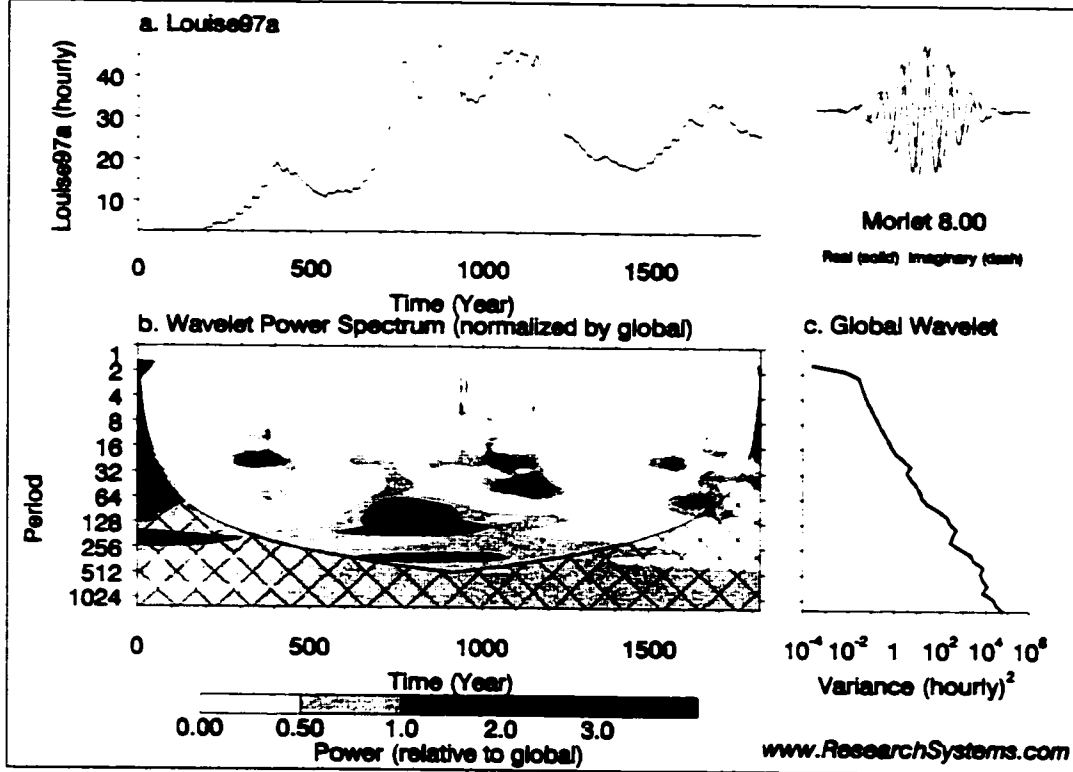 a. Louise97a
Louise97a (hourly)
40
30
20
10
0 500 1000 1500
Time (Year)
Morlet 8.00
Real (solid) Imaginary (dash)
b. Wavelet Power Spectrum (normalized by global)
Period
1
2
4
8
16
32
64
128
256
512
1024
0 500 1000 1500
Time (Year)
0.00 0.50 1.0 2.0 3.0
Power (relative to global)
c. Global Wavelet
10⁻⁴ 10⁻² 1 10² 10⁴ 10⁶
Variance (hourly)²
www.ResearchSystems.com